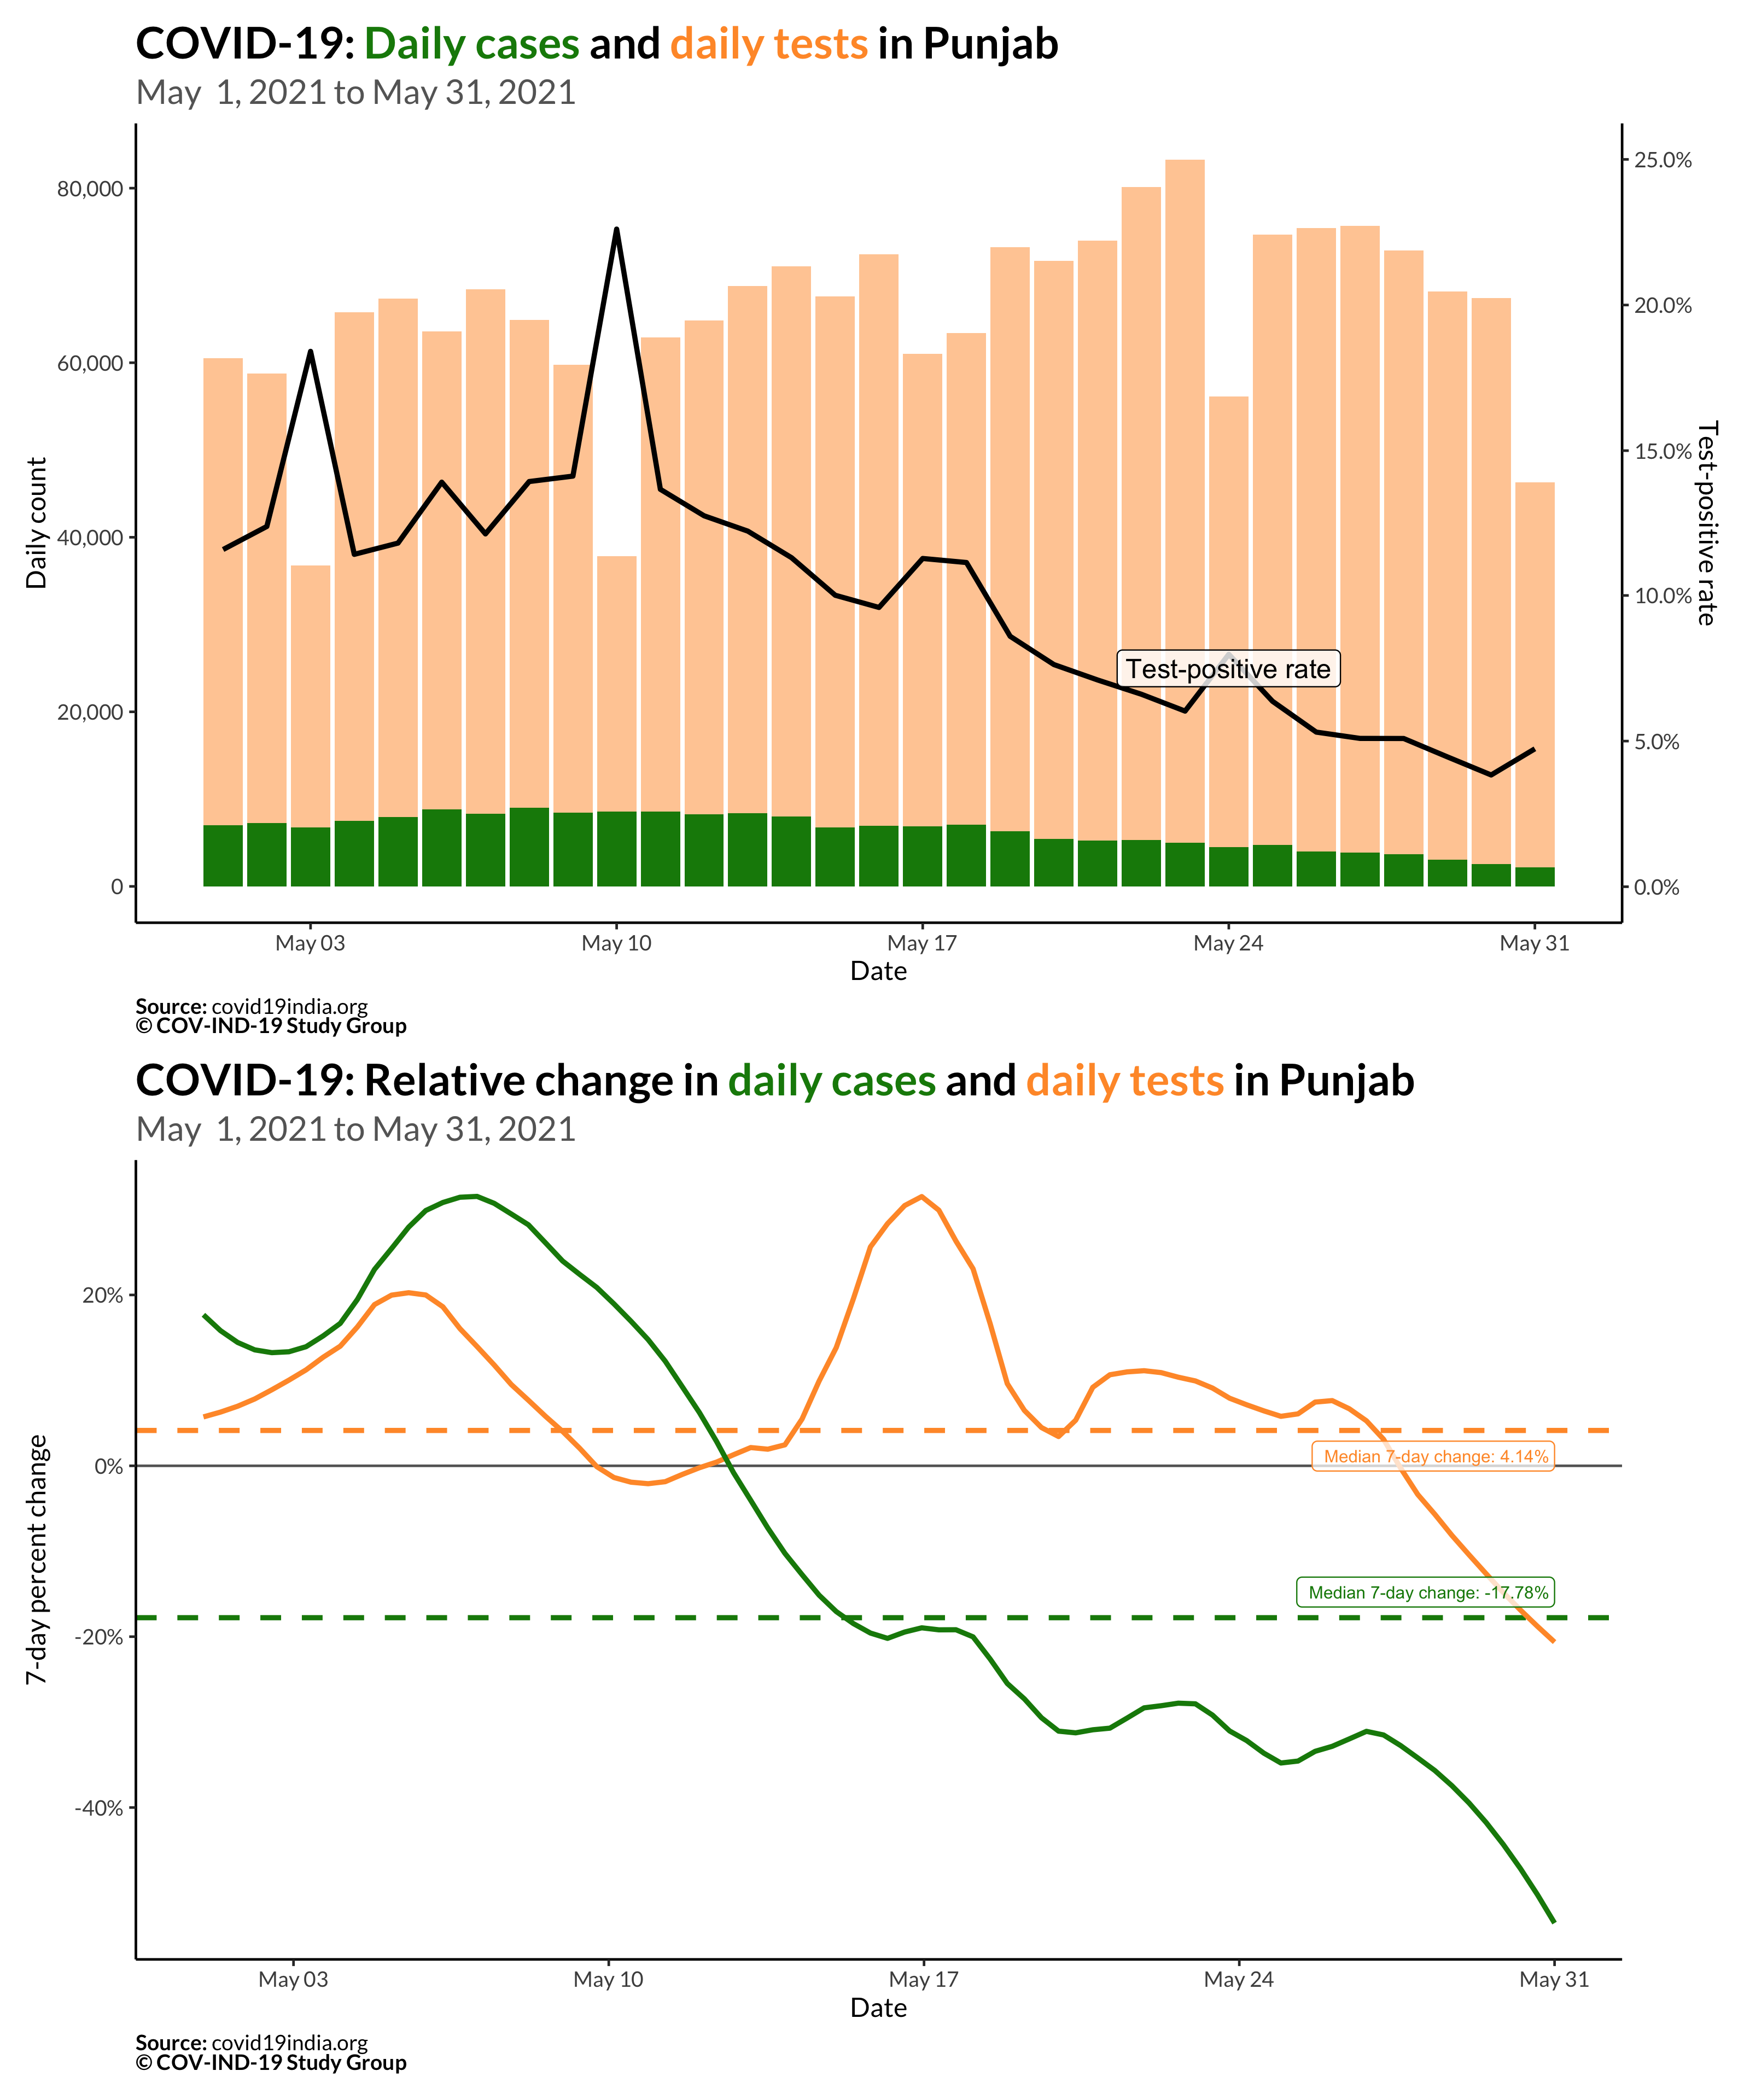 COVID-19: Daily cases and daily tests in Punjab
May 1, 2021 to May 31, 2021
80,000
60,000
40,000
20,000
0
Daily count
25.0%
20.0%
15.0%
10.0%
5.0%
0.0%
Test-positive rate
Test-positive rate
May 03
May 10
May 17
May 24
May 31
Date
Source: covid19india.org
© COV-IND-19 Study Group
COVID-19: Relative change in daily cases and daily tests in Punjab
May 1, 2021 to May 31, 2021
20%
0%
-20%
-40%
7-day percent change
Median 7-day change: 4.14%
Median 7-day change: -17.78%
May 03
May 10
May 17
May 24
May 31
Date
Source: covid19india.org
© COV-IND-19 Study Group